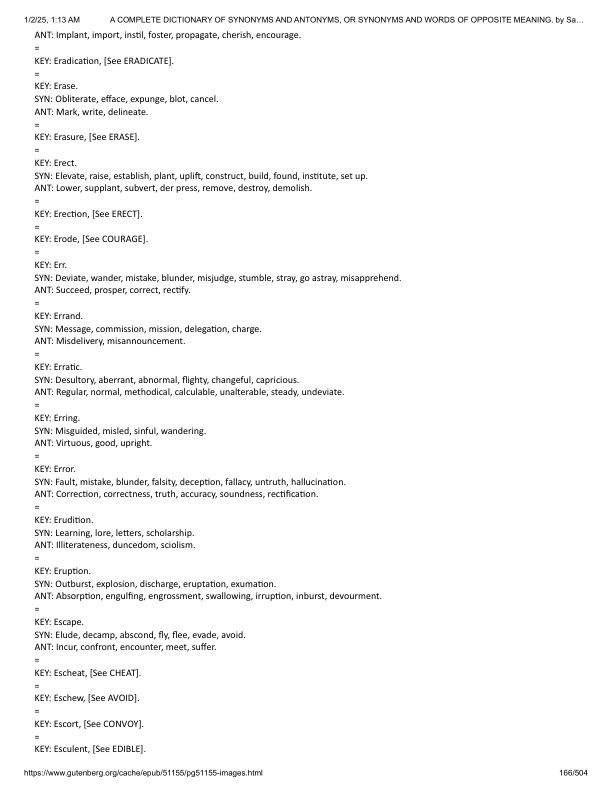 1/2/25, 1:13 AM A COMPLETE DICTIONARY OF SYNONYMS AND ANTONYMS, OR SYNONYMS AND WORDS OF OPPOSITE MEANING. by Sa…
ANT: Implant, import, instil, foster, propagate, cherish, encourage.
=
KEY: Eradication, [See ERADICATE].
=
KEY: Erase.
SYN: Obliterate, efface, expunge, blot, cancel.
ANT: Mark, write, delineate.
=
KEY: Erasure, [See ERASE].
=
KEY: Erect.
SYN: Elevate, raise, establish, plant, uplift, construct, build, found, institute, set up.
ANT: Lower, supplant, subvert, der press, remove, destroy, demolish.
=
KEY: Erection, [See ERECT].
=
KEY: Erode, [See COURAGE].
=
KEY: Err.
SYN: Deviate, wander, mistake, blunder, misjudge, stumble, stray, go astray, misapprehend.
ANT: Succeed, prosper, correct, rectify.
=
KEY: Errand.
SYN: Message, commission, mission, delegation, charge.
ANT: Misdelivery, misannouncement.
=
KEY: Erratic.
SYN: Desultory, aberrant, abnormal, flighty, changeful, capricious.
ANT: Regular, normal, methodical, calculable, unalterable, steady, undeviate.
=
KEY: Erring.
SYN: Misguided, misled, sinful, wandering.
ANT: Virtuous, good, upright.
=
KEY: Error.
SYN: Fault, mistake, blunder, falsity, deception, fallacy, untruth, hallucination.
ANT: Correction, correctness, truth, accuracy, soundness, rectification.
=
KEY: Erudition.
SYN: Learning, lore, letters, scholarship.
ANT: Illiterateness, duncedom, sciolism.
=
KEY: Eruption.
SYN: Outburst, explosion, discharge, eruptation, exumation.
ANT: Absorption, engulfing, engrossment, swallowing, irruption, inburst, devourment.
=
KEY: Escape.
SYN: Elude, decamp, abscond, fly, flee, evade, avoid.
ANT: Incur, confront, encounter, meet, suffer.
=
KEY: Escheat, [See CHEAT].
=
KEY: Eschew, [See AVOID].
=
KEY: Escort, [See CONVOY].
=
KEY: Esculent, [See EDIBLE].
https://www.gutenberg.org/cache/epub/51155/pg51155-images.html 166/504